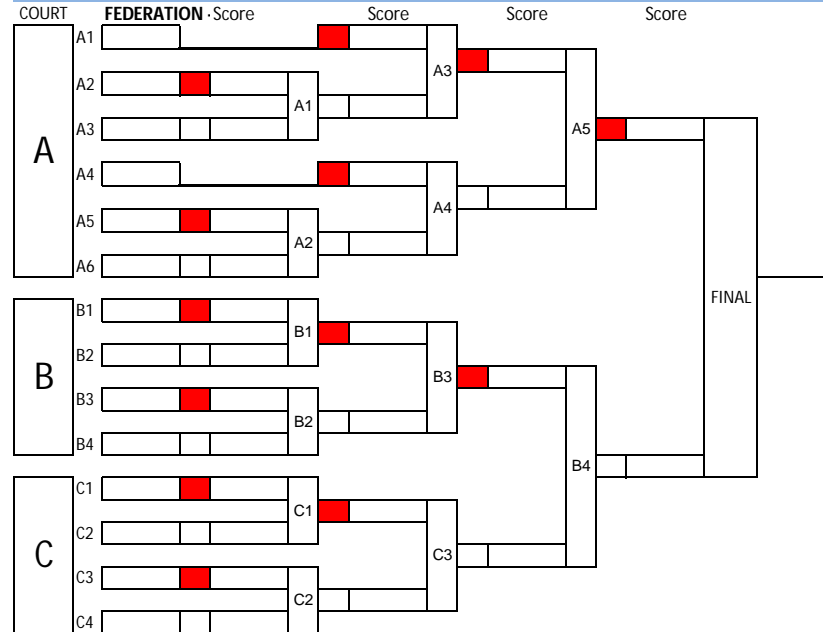 COURT FEDERATION · Score Score Score Score
A1
A3
A2
A1
A3
A5
A
A4
A4
A5
A2
A6
FINAL
B1
B1
B2
B3
B
B3
B2
B4
B4
C1
C1
C2
C3
C
C3
C2
C4